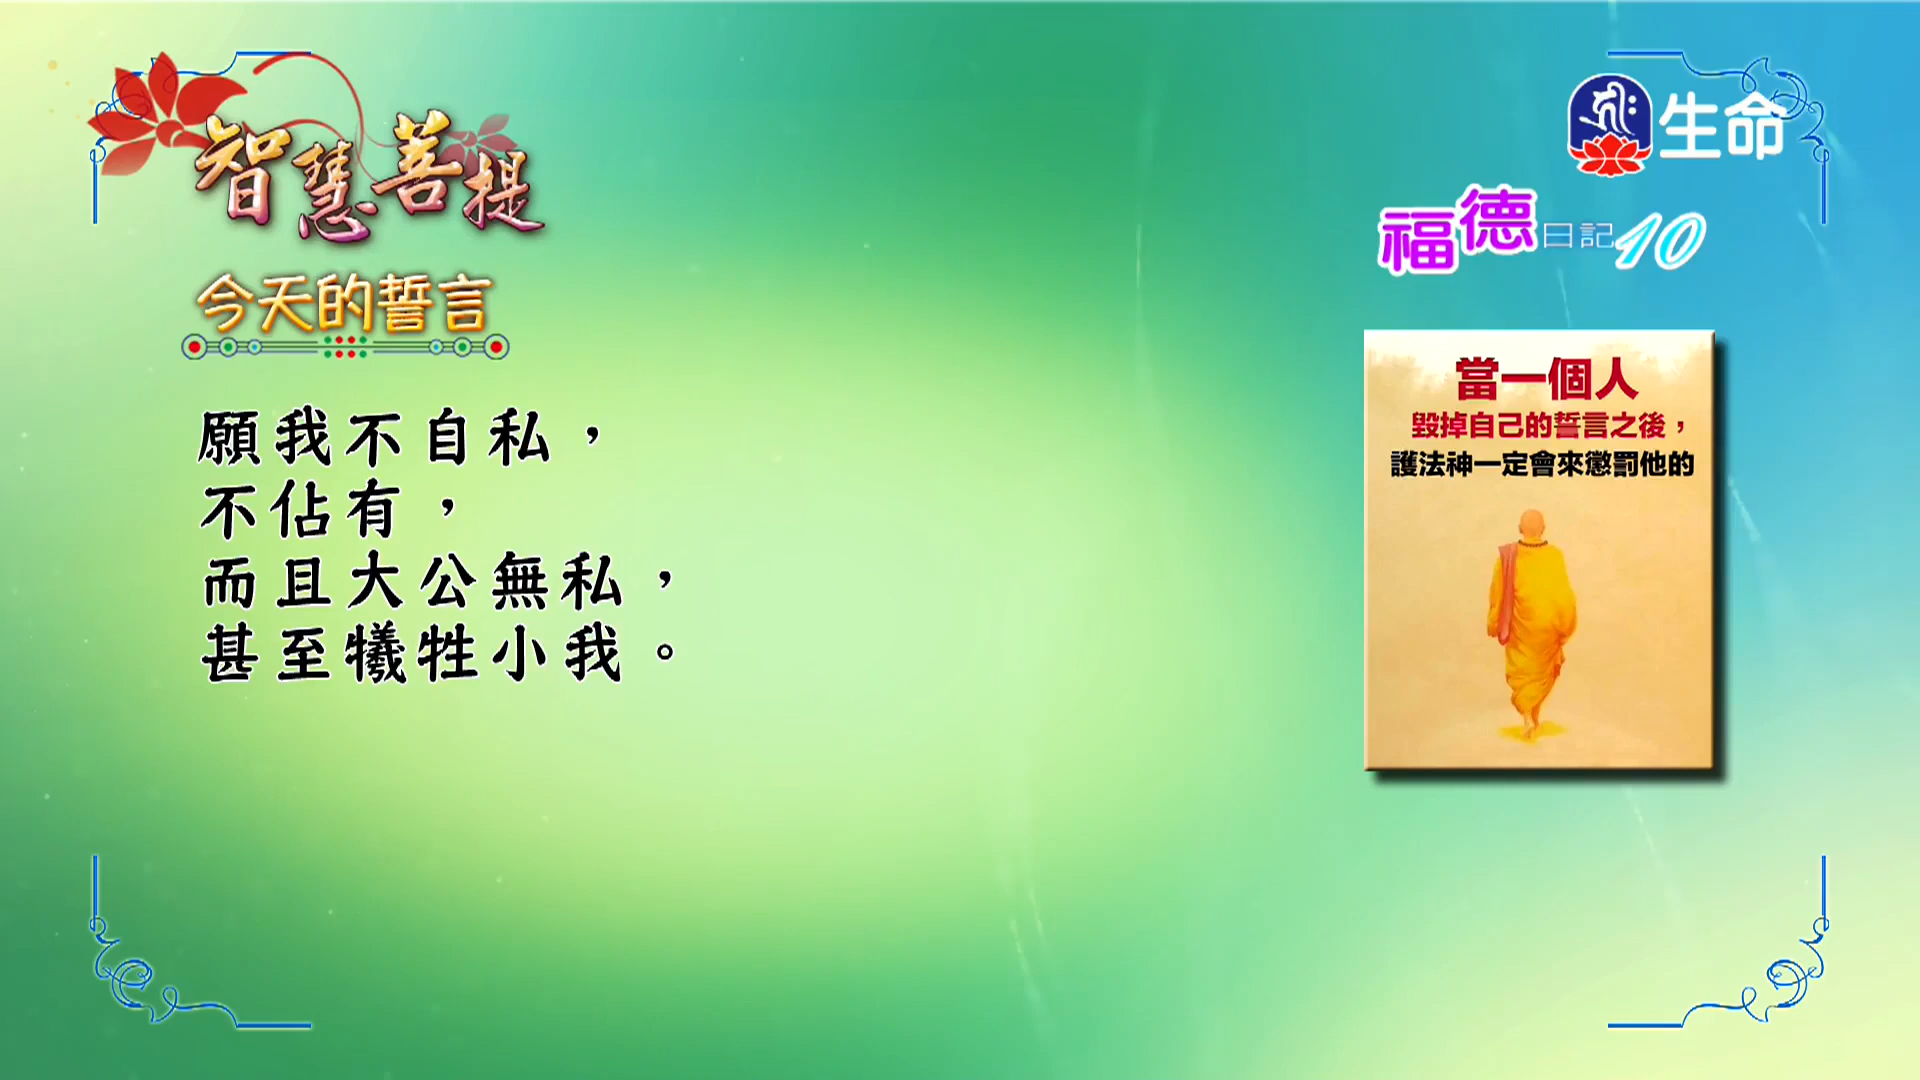 智慧菩提
生命
福德日記10
今天的誓言
願我不自私，
不佔有，
而且大公無私，
甚至犧牲小我。
當一個人
毀掉自己的誓言之後，
護法神一定會來懲罰他的